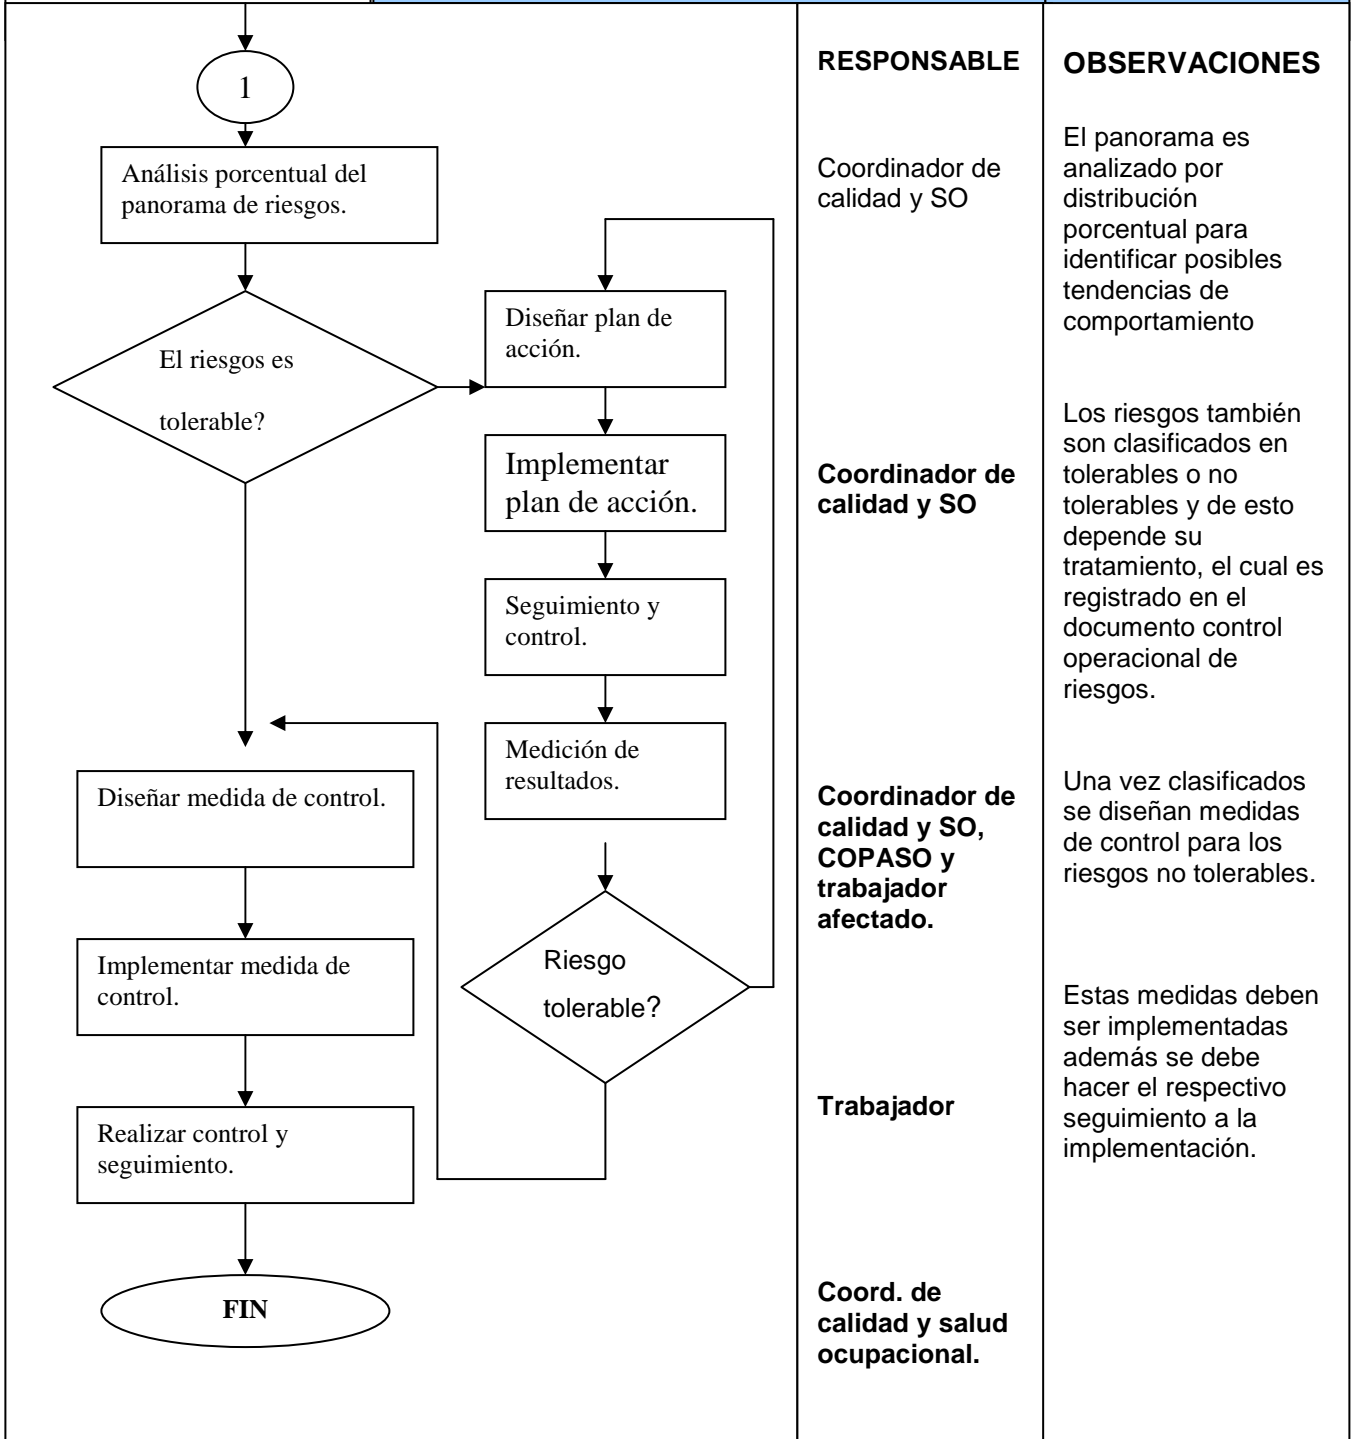 1
Análisis porcentual del
panorama de riesgos.
El riesgos es
tolerable?
Diseñar plan de
acción.
Implementar
plan de acción.
Seguimiento y
control.
Medición de
resultados.
Riesgo
tolerable?
Diseñar medida de control.
Implementar medida de
control.
Realizar control y
seguimiento.
FIN
RESPONSABLE
Coordinador de
calidad y SO
Coordinador de
calidad y SO
Coordinador de
calidad y SO,
COPASO y
trabajador
afectado.
Trabajador
Coord. de
calidad y salud
ocupacional.
OBSERVACIONES
El panorama es
analizado por
distribución
porcentual para
identificar posibles
tendencias de
comportamiento
Los riesgos también
son clasificados en
tolerables o no
tolerables y de esto
depende su
tratamiento, el cual es
registrado en el
documento control
operacional de
riesgos.
Una vez clasificados
se diseñan medidas
de control para los
riesgos no tolerables.
Estas medidas deben
ser implementadas
además se debe
hacer el respectivo
seguimiento a la
implementación.